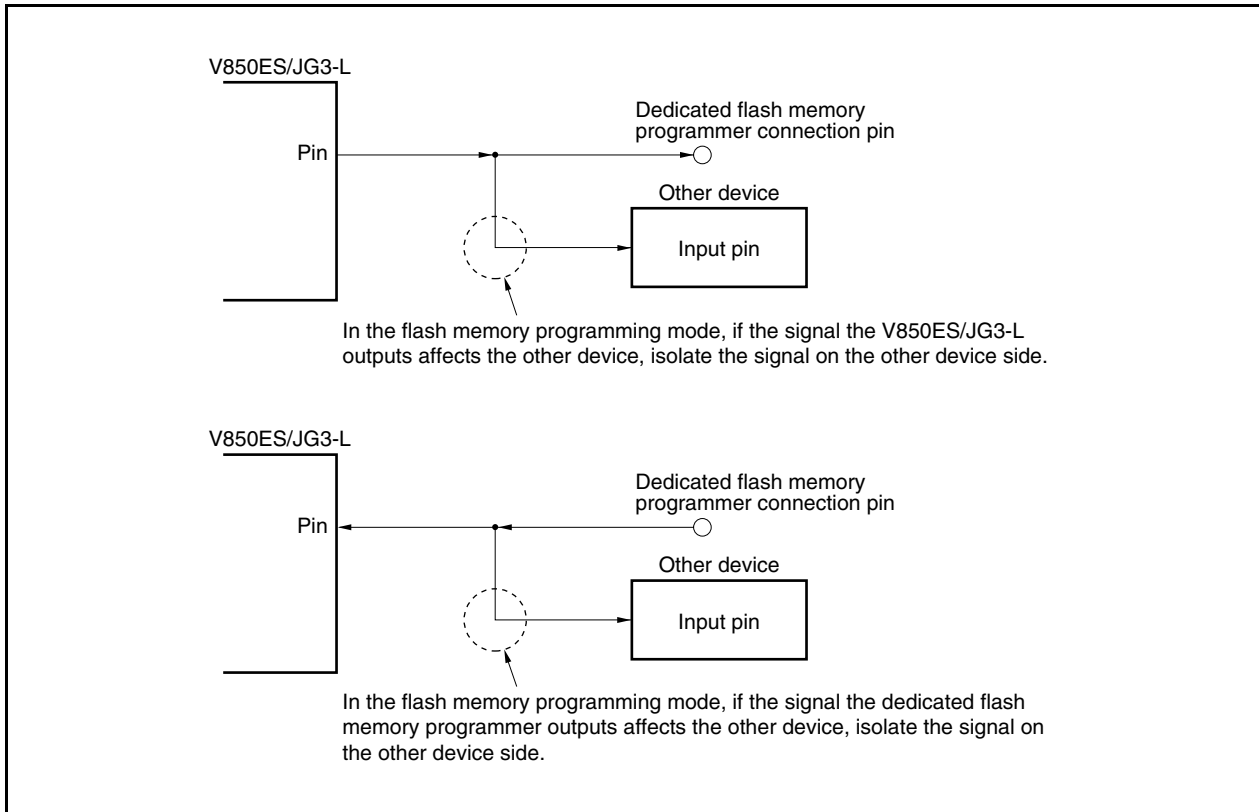 V850ES/JG3-L
Dedicated flash memory
programmer connection pin
Pin
Other device
Input pin
In the flash memory programming mode, if the signal the V850ES/JG3-L
outputs affects the other device, isolate the signal on the other device side.
V850ES/JG3-L
Dedicated flash memory
programmer connection pin
Pin
Other device
Input pin
In the flash memory programming mode, if the signal the dedicated flash
memory programmer outputs affects the other device, isolate the signal on
the other device side.